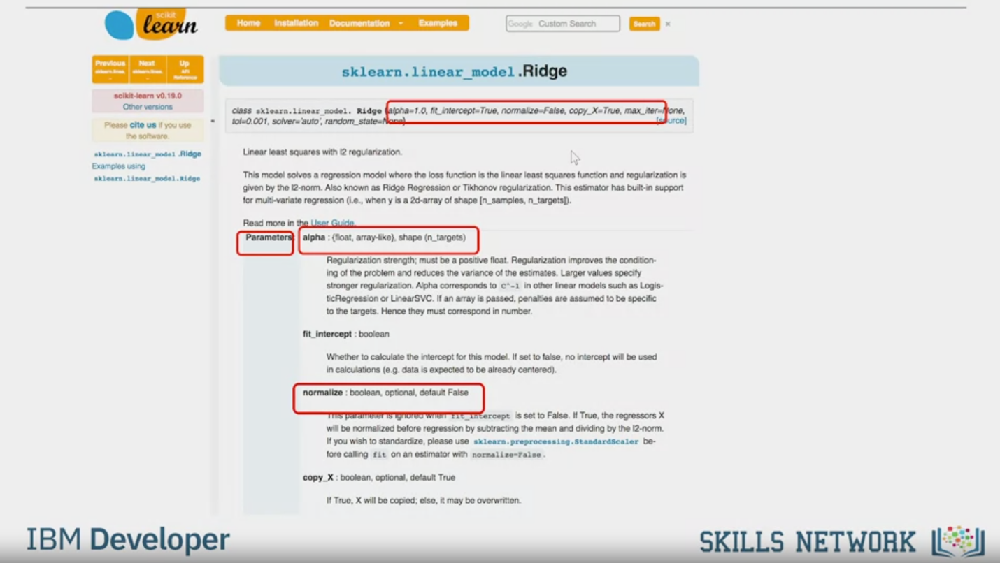 scikit
learn
Home Installation Documentation Examples
Google Custom Search Search ×
Previous Next Up
sklearn.linea. sklearn.linea. API
Reference
sklearn.linear_model.Ridge
scikit-learn v0.19.0
Other versions
Please cite us if you use
the software.
sklearn.linear_model.Ridge
Examples using
sklearn.linear_model.Ridge
class sklearn.linear_model. Ridge (alpha=1.0, fit_intercept=True, normalize=False, copy_X=True, max_iter=None,
tol=0.001, solver='auto', random_state=None) [source]
Linear least squares with l2 regularization.
This model solves a regression model where the loss function is the linear least squares function and regularization is
given by the l2-norm. Also known as Ridge Regression or Tikhonov regularization. This estimator has built-in support
for multi-variate regression (i.e., when y is a 2d-array of shape [n_samples, n_targets]).
Read more in the User Guide.
Parameters: alpha : {float, array-like}, shape (n_targets)
Regularization strength; must be a positive float. Regularization improves the condition-
ing of the problem and reduces the variance of the estimates. Larger values specify
stronger regularization. Alpha corresponds to C^-1 in other linear models such as Logis-
ticRegression or LinearSVC. If an array is passed, penalties are assumed to be specific
to the targets. Hence they must correspond in number.
fit_intercept : boolean
Whether to calculate the intercept for this model. If set to false, no intercept will be used
in calculations (e.g. data is expected to be already centered).
normalize : boolean, optional, default False
This parameter is ignored when fit_intercept is set to False. If True, the regressors X
will be normalized before regression by subtracting the mean and dividing by the l2-norm.
If you wish to standardize, please use sklearn.preprocessing.StandardScaler be-
fore calling fit on an estimator with normalize=False.
copy_X : boolean, optional, default True
If True, X will be copied; else, it may be overwritten.
IBM Developer
SKILLS NETWORK